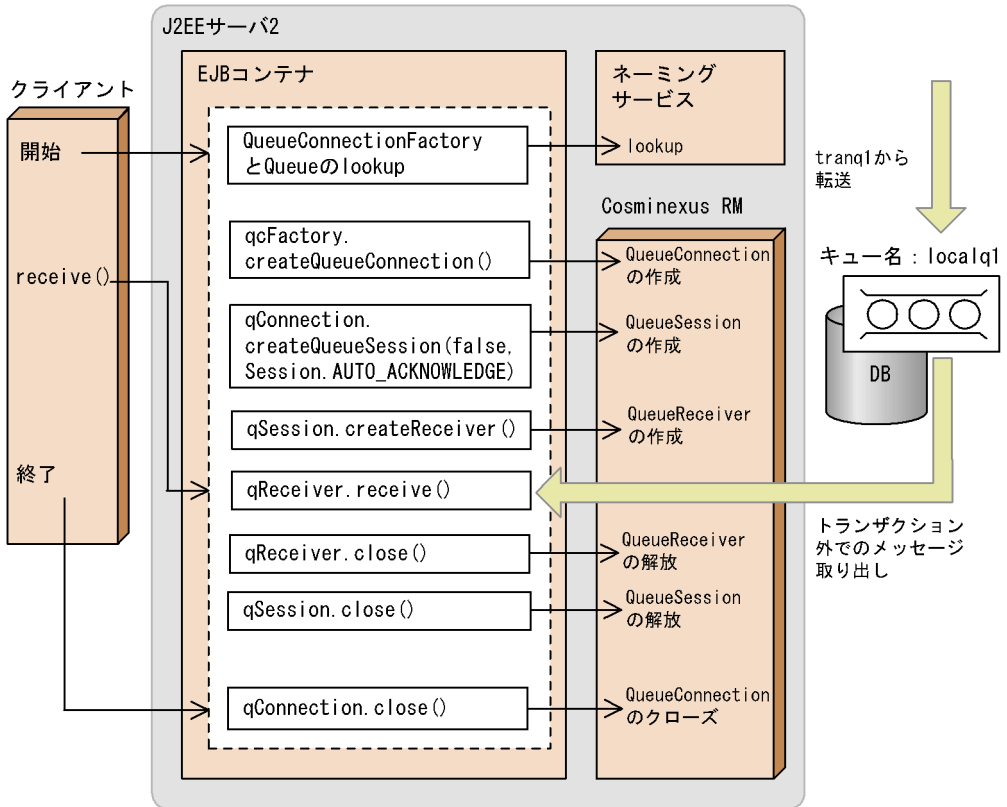 J2EEサーバ2
クライアント
開始
receive()
終了
EJBコンテナ
QueueConnectionFactory
とQueueのlookup
qcFactory.
createQueueConnection()
qConnection.
createQueueSession(false,
Session.AUTO_ACKNOWLEDGE)
qSession.createReceiver()
qReceiver.receive()
qReceiver.close()
qSession.close()
qConnection.close()
ネーミング
サービス
lookup
Cosminexus RM
QueueConnection
の作成
QueueSession
の作成
QueueReceiver
の作成
QueueReceiver
の解放
QueueSession
の解放
QueueConnection
のクローズ
tranq1から
転送
キュー名：localq1
DB
トランザクション
外でのメッセージ
取り出し